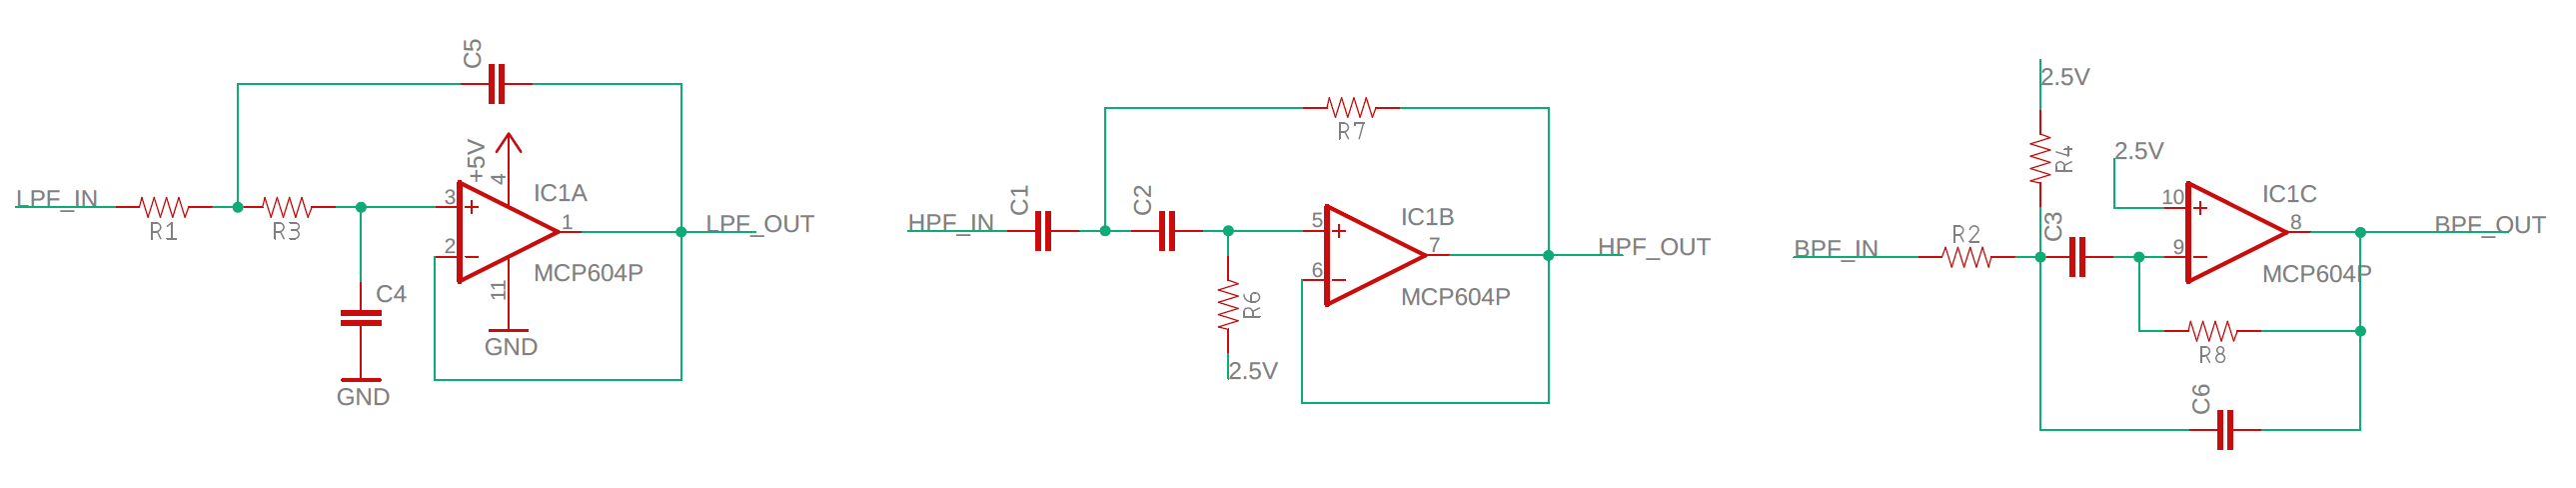 C5
+5V
4
LPF_IN
R1
R3
3
2
IC1A
1
LPF_OUT
MCP604P
11
GND
C4
GND
R7
HPF_IN
C1
C2
5
6
IC1B
7
HPF_OUT
MCP604P
R6
2.5V
2.5V
R4
2.5V
BPF_IN
R2
C3
10
9
IC1C
8
BPF_OUT
MCP604P
R8
C6